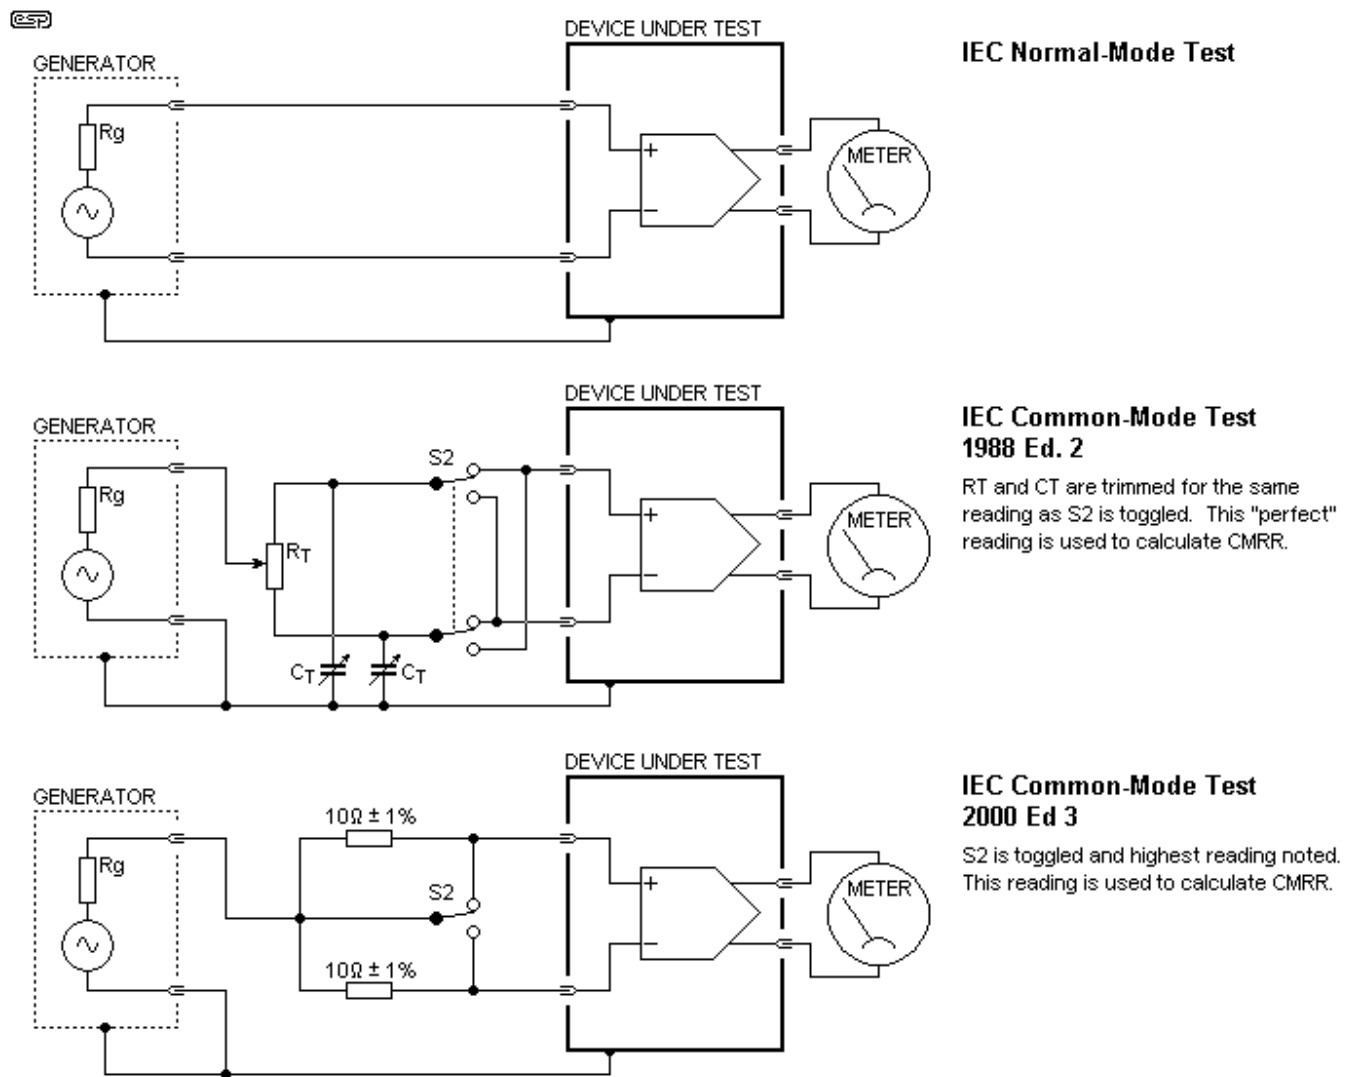 esp
DEVICE UNDER TEST
IEC Normal-Mode Test
GENERATOR
Rg
+
METER
−
DEVICE UNDER TEST
IEC Common-Mode Test
1988 Ed. 2
GENERATOR
S2
RT and CT are trimmed for the same
reading as S2 is toggled. This "perfect"
reading is used to calculate CMRR.
Rg
+
METER
RT
−
CT
CT
DEVICE UNDER TEST
IEC Common-Mode Test
2000 Ed 3
GENERATOR
10Ω ± 1%
S2 is toggled and highest reading noted.
This reading is used to calculate CMRR.
Rg
+
METER
S2
−
10Ω ± 1%